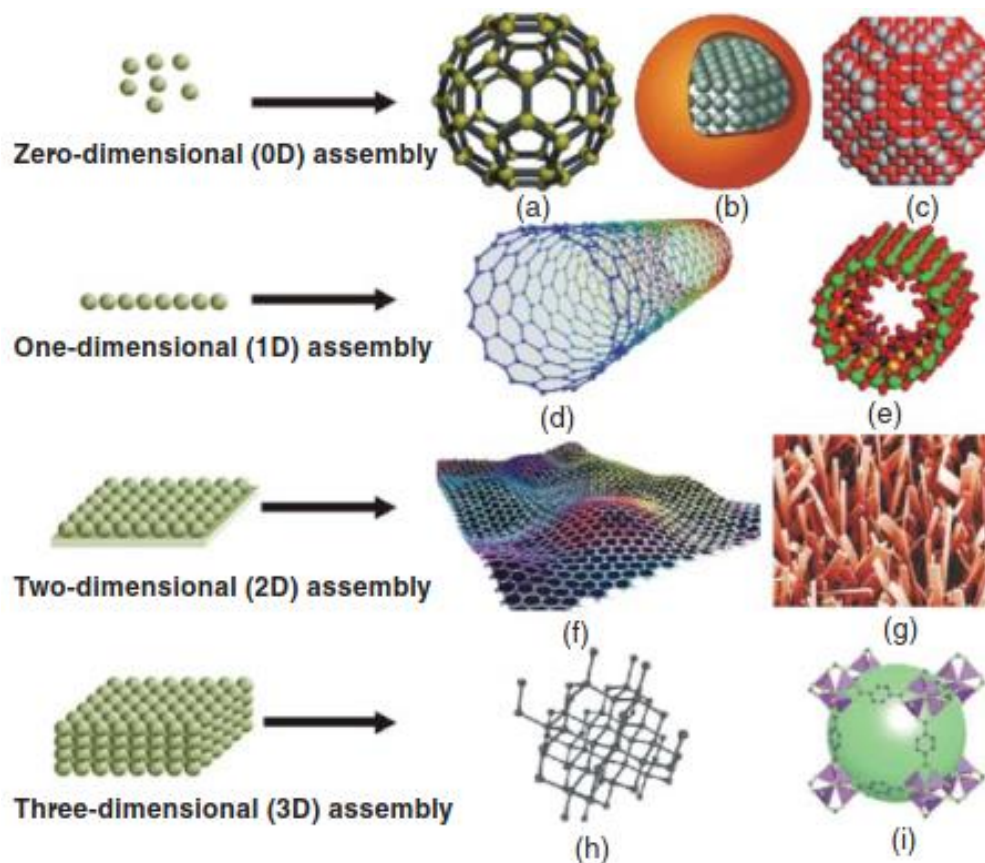 Zero-dimensional (0D) assembly
(a)
(b)
(c)
One-dimensional (1D) assembly
(d)
(e)
Two-dimensional (2D) assembly
(f)
(g)
Three-dimensional (3D) assembly
(h)
(i)